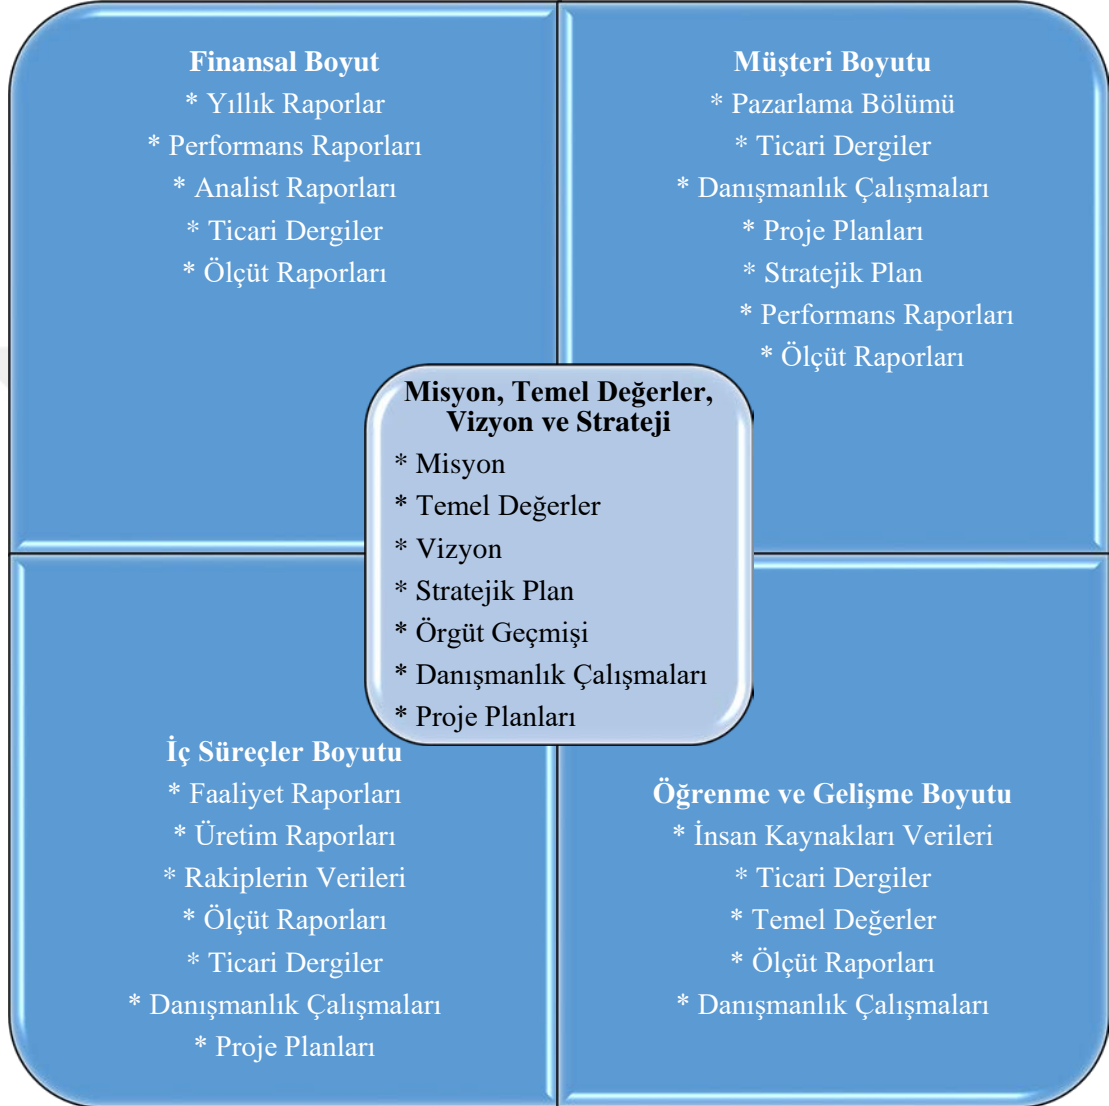 Finansal Boyut
* Yıllık Raporlar
* Performans Raporları
* Analist Raporları
* Ticari Dergiler
* Ölçüt Raporları
Müşteri Boyutu
* Pazarlama Bölümü
* Ticari Dergiler
* Danışmanlık Çalışmaları
* Proje Planları
* Stratejik Plan
* Performans Raporları
* Ölçüt Raporları
Misyon, Temel Değerler,
Vizyon ve Strateji
* Misyon
* Temel Değerler
* Vizyon
* Stratejik Plan
* Örgüt Geçmişi
* Danışmanlık Çalışmaları
* Proje Planları
İç Süreçler Boyutu
* Faaliyet Raporları
* Üretim Raporları
* Rakiplerin Verileri
* Ölçüt Raporları
* Ticari Dergiler
* Danışmanlık Çalışmaları
* Proje Planları
Öğrenme ve Gelişme Boyutu
* İnsan Kaynakları Verileri
* Ticari Dergiler
* Temel Değerler
* Ölçüt Raporları
* Danışmanlık Çalışmaları